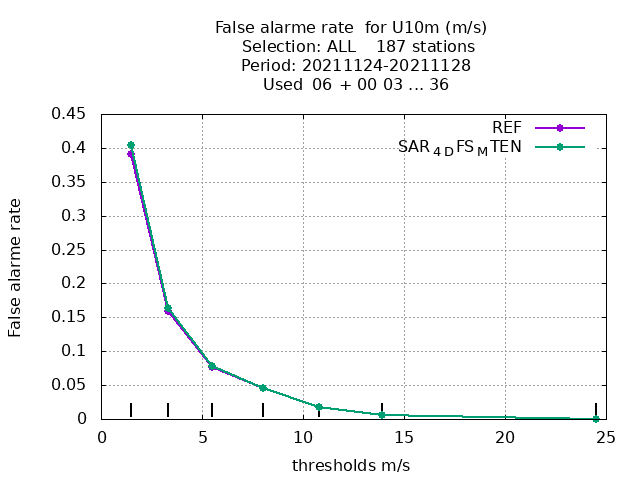 False alarme rate  for U10m (m/s)
Selection: ALL    187 stations
Period: 20211124-20211128
Used  06  + 00 03 ... 36
REF
SAR4DFSMTEN
False alarme rate
0.45
0.4
0.35
0.3
0.25
0.2
0.15
0.1
0.05
0
0 5 10 15 20 25
thresholds m/s